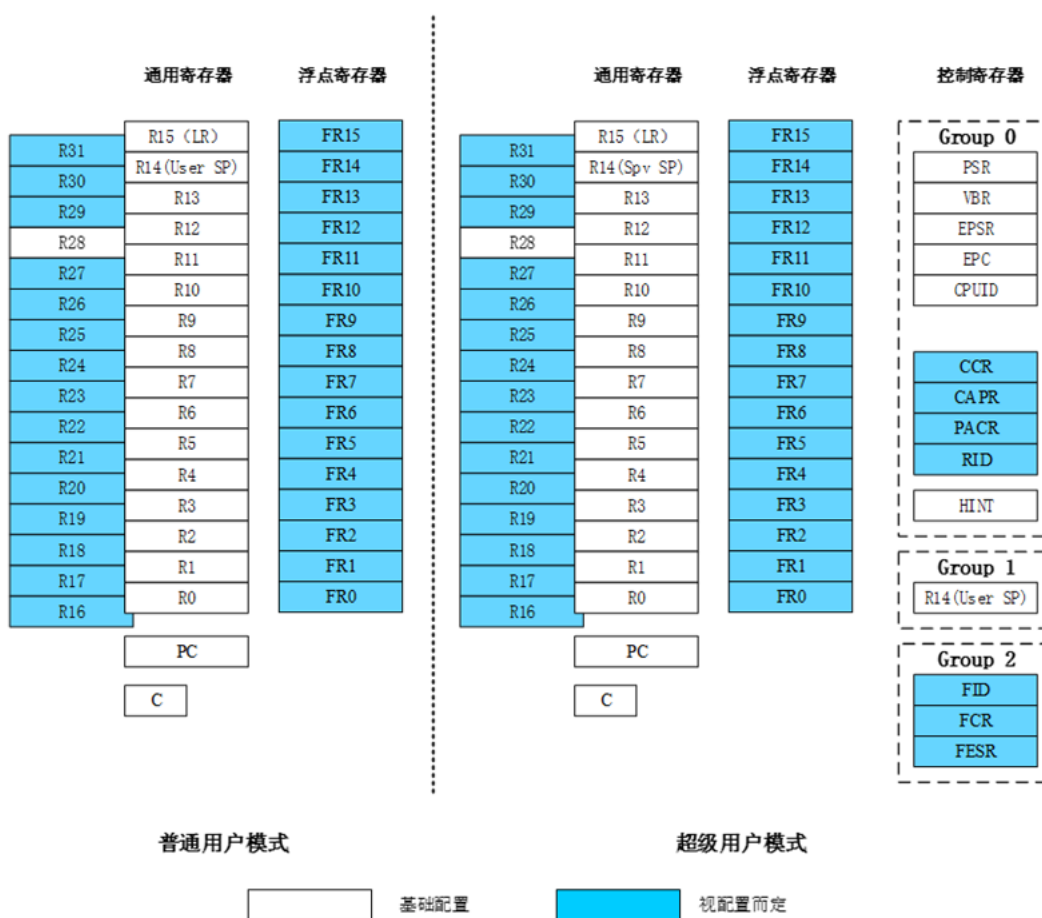 通用寄存器
浮点寄存器
R31
R30
R29
R28
R27
R26
R25
R24
R23
R22
R21
R20
R19
R18
R17
R16
R15 (LR)
R14(User SP)
R13
R12
R11
R10
R9
R8
R7
R6
R5
R4
R3
R2
R1
R0
PC
C
FR15
FR14
FR13
FR12
FR11
FR10
FR9
FR8
FR7
FR6
FR5
FR4
FR3
FR2
FR1
FR0
普通用户模式
通用寄存器
浮点寄存器
控制寄存器
R31
R30
R29
R28
R27
R26
R25
R24
R23
R22
R21
R20
R19
R18
R17
R16
R15 (LR)
R14(Spv SP)
R13
R12
R11
R10
R9
R8
R7
R6
R5
R4
R3
R2
R1
R0
PC
C
FR15
FR14
FR13
FR12
FR11
FR10
FR9
FR8
FR7
FR6
FR5
FR4
FR3
FR2
FR1
FR0
Group 0
PSR
VBR
EPSR
EPC
CPUID
CCR
CAPR
PACR
RID
HINT
Group 1
R14(User SP)
Group 2
FID
FCR
FESR
超级用户模式
基础配置
视配置而定